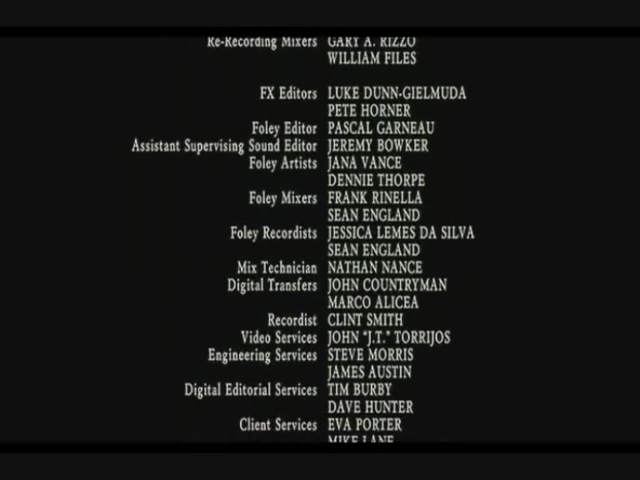 Re-Recording Mixers GARY A. RIZZO
WILLIAM FILES
FX Editors LUKE DUNN-GIELMUDA
PETE HORNER
Foley Editor PASCAL GARNEAU
Assistant Supervising Sound Editor JEREMY BOWKER
Foley Artists JANA VANCE
DENNIE THORPE
Foley Mixers FRANK RINELLA
SEAN ENGLAND
Foley Recordists JESSICA LEMES DA SILVA
SEAN ENGLAND
Mix Technician NATHAN NANCE
Digital Transfers JOHN COUNTRYMAN
MARCO ALICEA
Recordist CLINT SMITH
Video Services JOHN "J.T." TORRIJOS
Engineering Services STEVE MORRIS
JAMES AUSTIN
Digital Editorial Services TIM BURBY
DAVE HUNTER
Client Services EVA PORTER
MIKE LANE